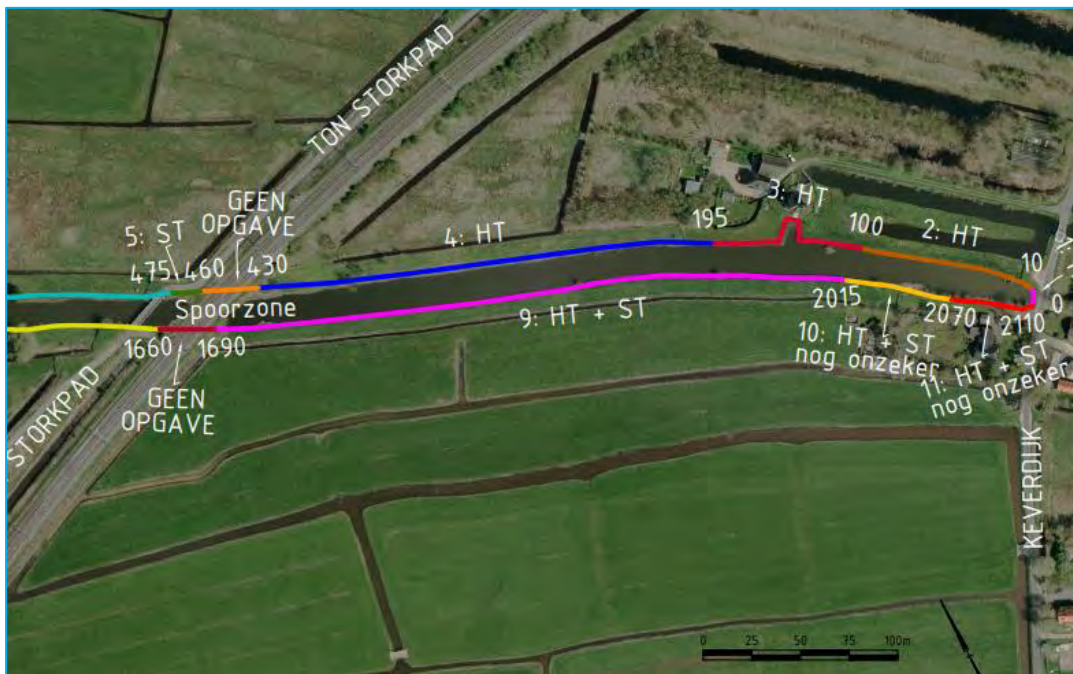 TON STORKPAD
GEEN
OPGAVE
5: ST
475
460
430
4: HT
195
3: HT
100
2: HT
10
0
Spoorzone
1660
1690
GEEN
OPGAVE
9: HT + ST
2015
10: HT + ST
nog onzeker
2070
2110
11: HT + ST
nog onzeker
STORKPAD
KEVERDIJK
0 25 50 75 100m